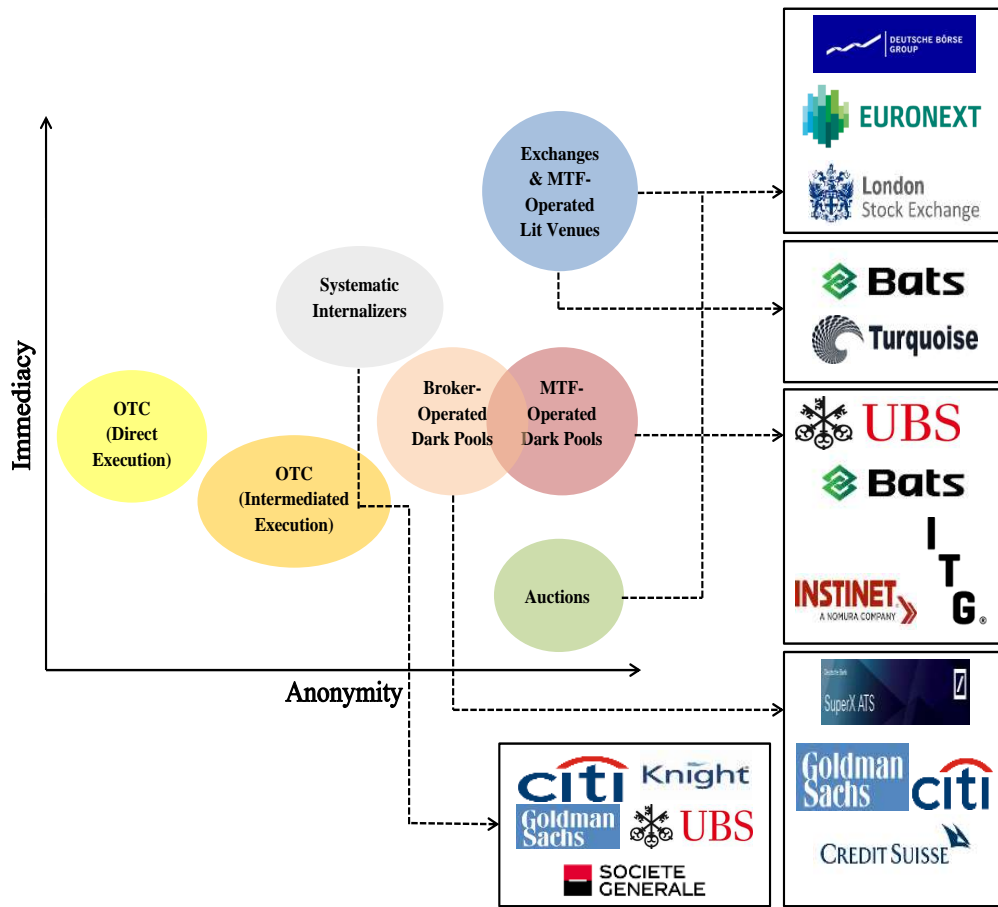 DEUTSCHE BÖRSE
GROUP
EURONEXT
London
Stock Exchange
Exchanges
& MTF-
Operated
Lit Venues
Bats
Turquoise
Systematic
Internalizers
Immediacy
OTC
(Direct
Execution)
OTC
(Intermediated
Execution)
Broker-
Operated
Dark Pools
MTF-
Operated
Dark Pools
UBS
Bats
ITG®
INSTINET
A NOMURA COMPANY
Auctions
Anonymity
Deutsche Bank
SuperX ATS
Goldman
Sachs
citi
CREDIT SUISSE
citi
Knight
Goldman
Sachs
UBS
SOCIETE
GENERALE